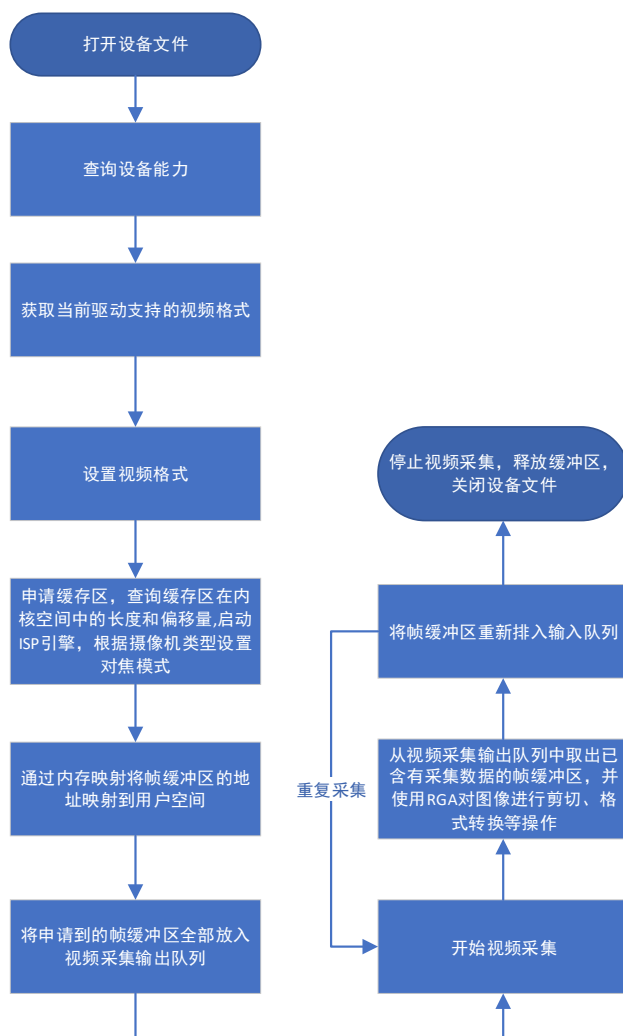 打开设备文件
查询设备能力
获取当前驱动支持的视频格式
设置视频格式
申请缓存区，查询缓存区在内
核空间中的长度和偏移量,启动
ISP引擎，根据摄像机类型设置
对焦模式
通过内存映射将帧缓冲区的地
址映射到用户空间
将申请到的帧缓冲区全部放入
视频采集输出队列
停止视频采集，释放缓冲区，
关闭设备文件
将帧缓冲区重新排入输入队列
重复采集
从视频采集输出队列中取出已
含有采集数据的帧缓冲区，并
使用RGA对图像进行剪切、格
式转换等操作
开始视频采集